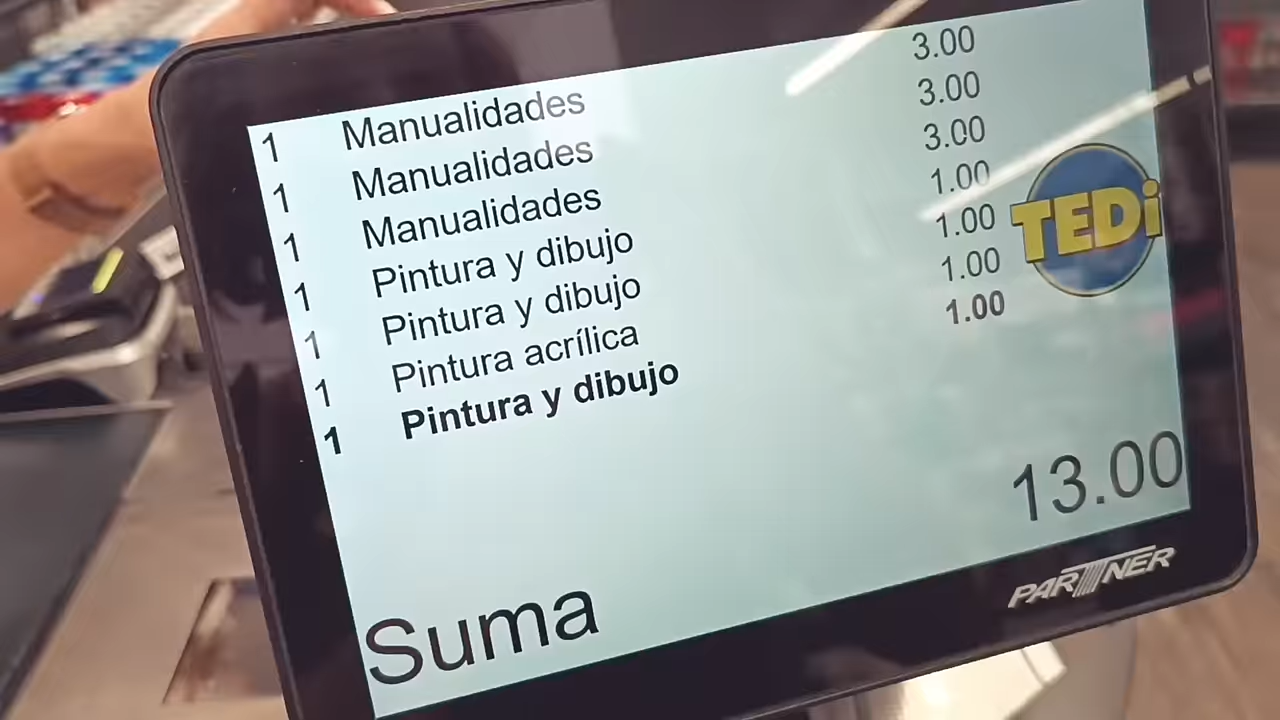 1 Manualidades 3.00
1 Manualidades 3.00
1 Manualidades 3.00
1 Pintura y dibujo 1.00
1 Pintura y dibujo 1.00
1 Pintura acrílica 1.00
1 Pintura y dibujo 1.00
TEDi
Suma 13.00
PARTNER